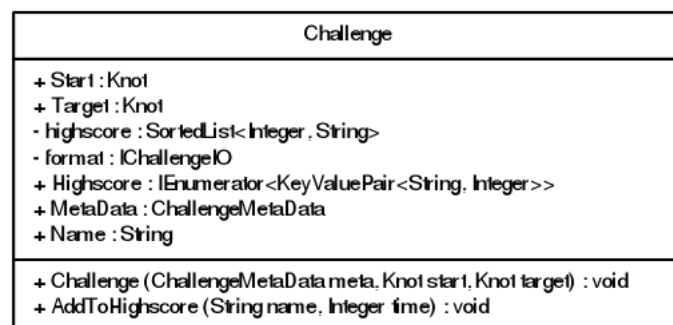 Challenge
+ Start : Knot
+ Target : Knot
- highscore : SortedList<Integer, String>
- format : IChallengeIO
+ Highscore : IEnumerator<KeyValuePair<String, Integer>>
+ MetaData : ChallengeMetaData
+ Name : String
+ Challenge (ChallengeMetaData meta, Knot start, Knot target) : void
+ AddToHighscore (String name, Integer time) : void